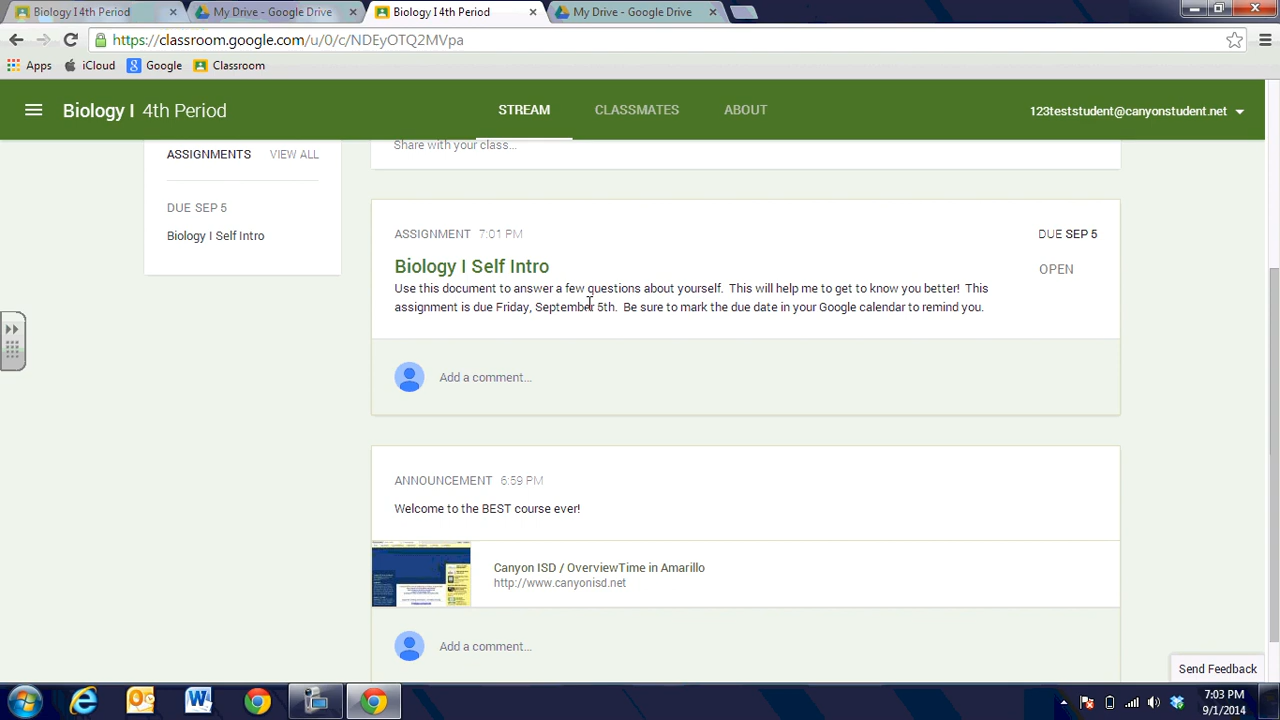 Biology I 4th Period
My Drive - Google Drive
Biology I 4th Period
My Drive - Google Drive
https://classroom.google.com/u/0/c/NDEyOTQ2MVpa
Apps iCloud Google Classroom
Biology I 4th Period
STREAM CLASSMATES ABOUT
123teststudent@canyonstudent.net
ASSIGNMENTS VIEW ALL
DUE SEP 5
Biology I Self Intro
Share with your class...
ASSIGNMENT 7:01 PM
DUE SEP 5
Biology I Self Intro
OPEN
Use this document to answer a few questions about yourself. This will help me to get to know you better! This
assignment is due Friday, September 5th. Be sure to mark the due date in your Google calendar to remind you.
Add a comment...
ANNOUNCEMENT 6:59 PM
Welcome to the BEST course ever!
Canyon ISD / OverviewTime in Amarillo
http://www.canyonisd.net
Add a comment...
Send Feedback
7:03 PM
9/1/2014